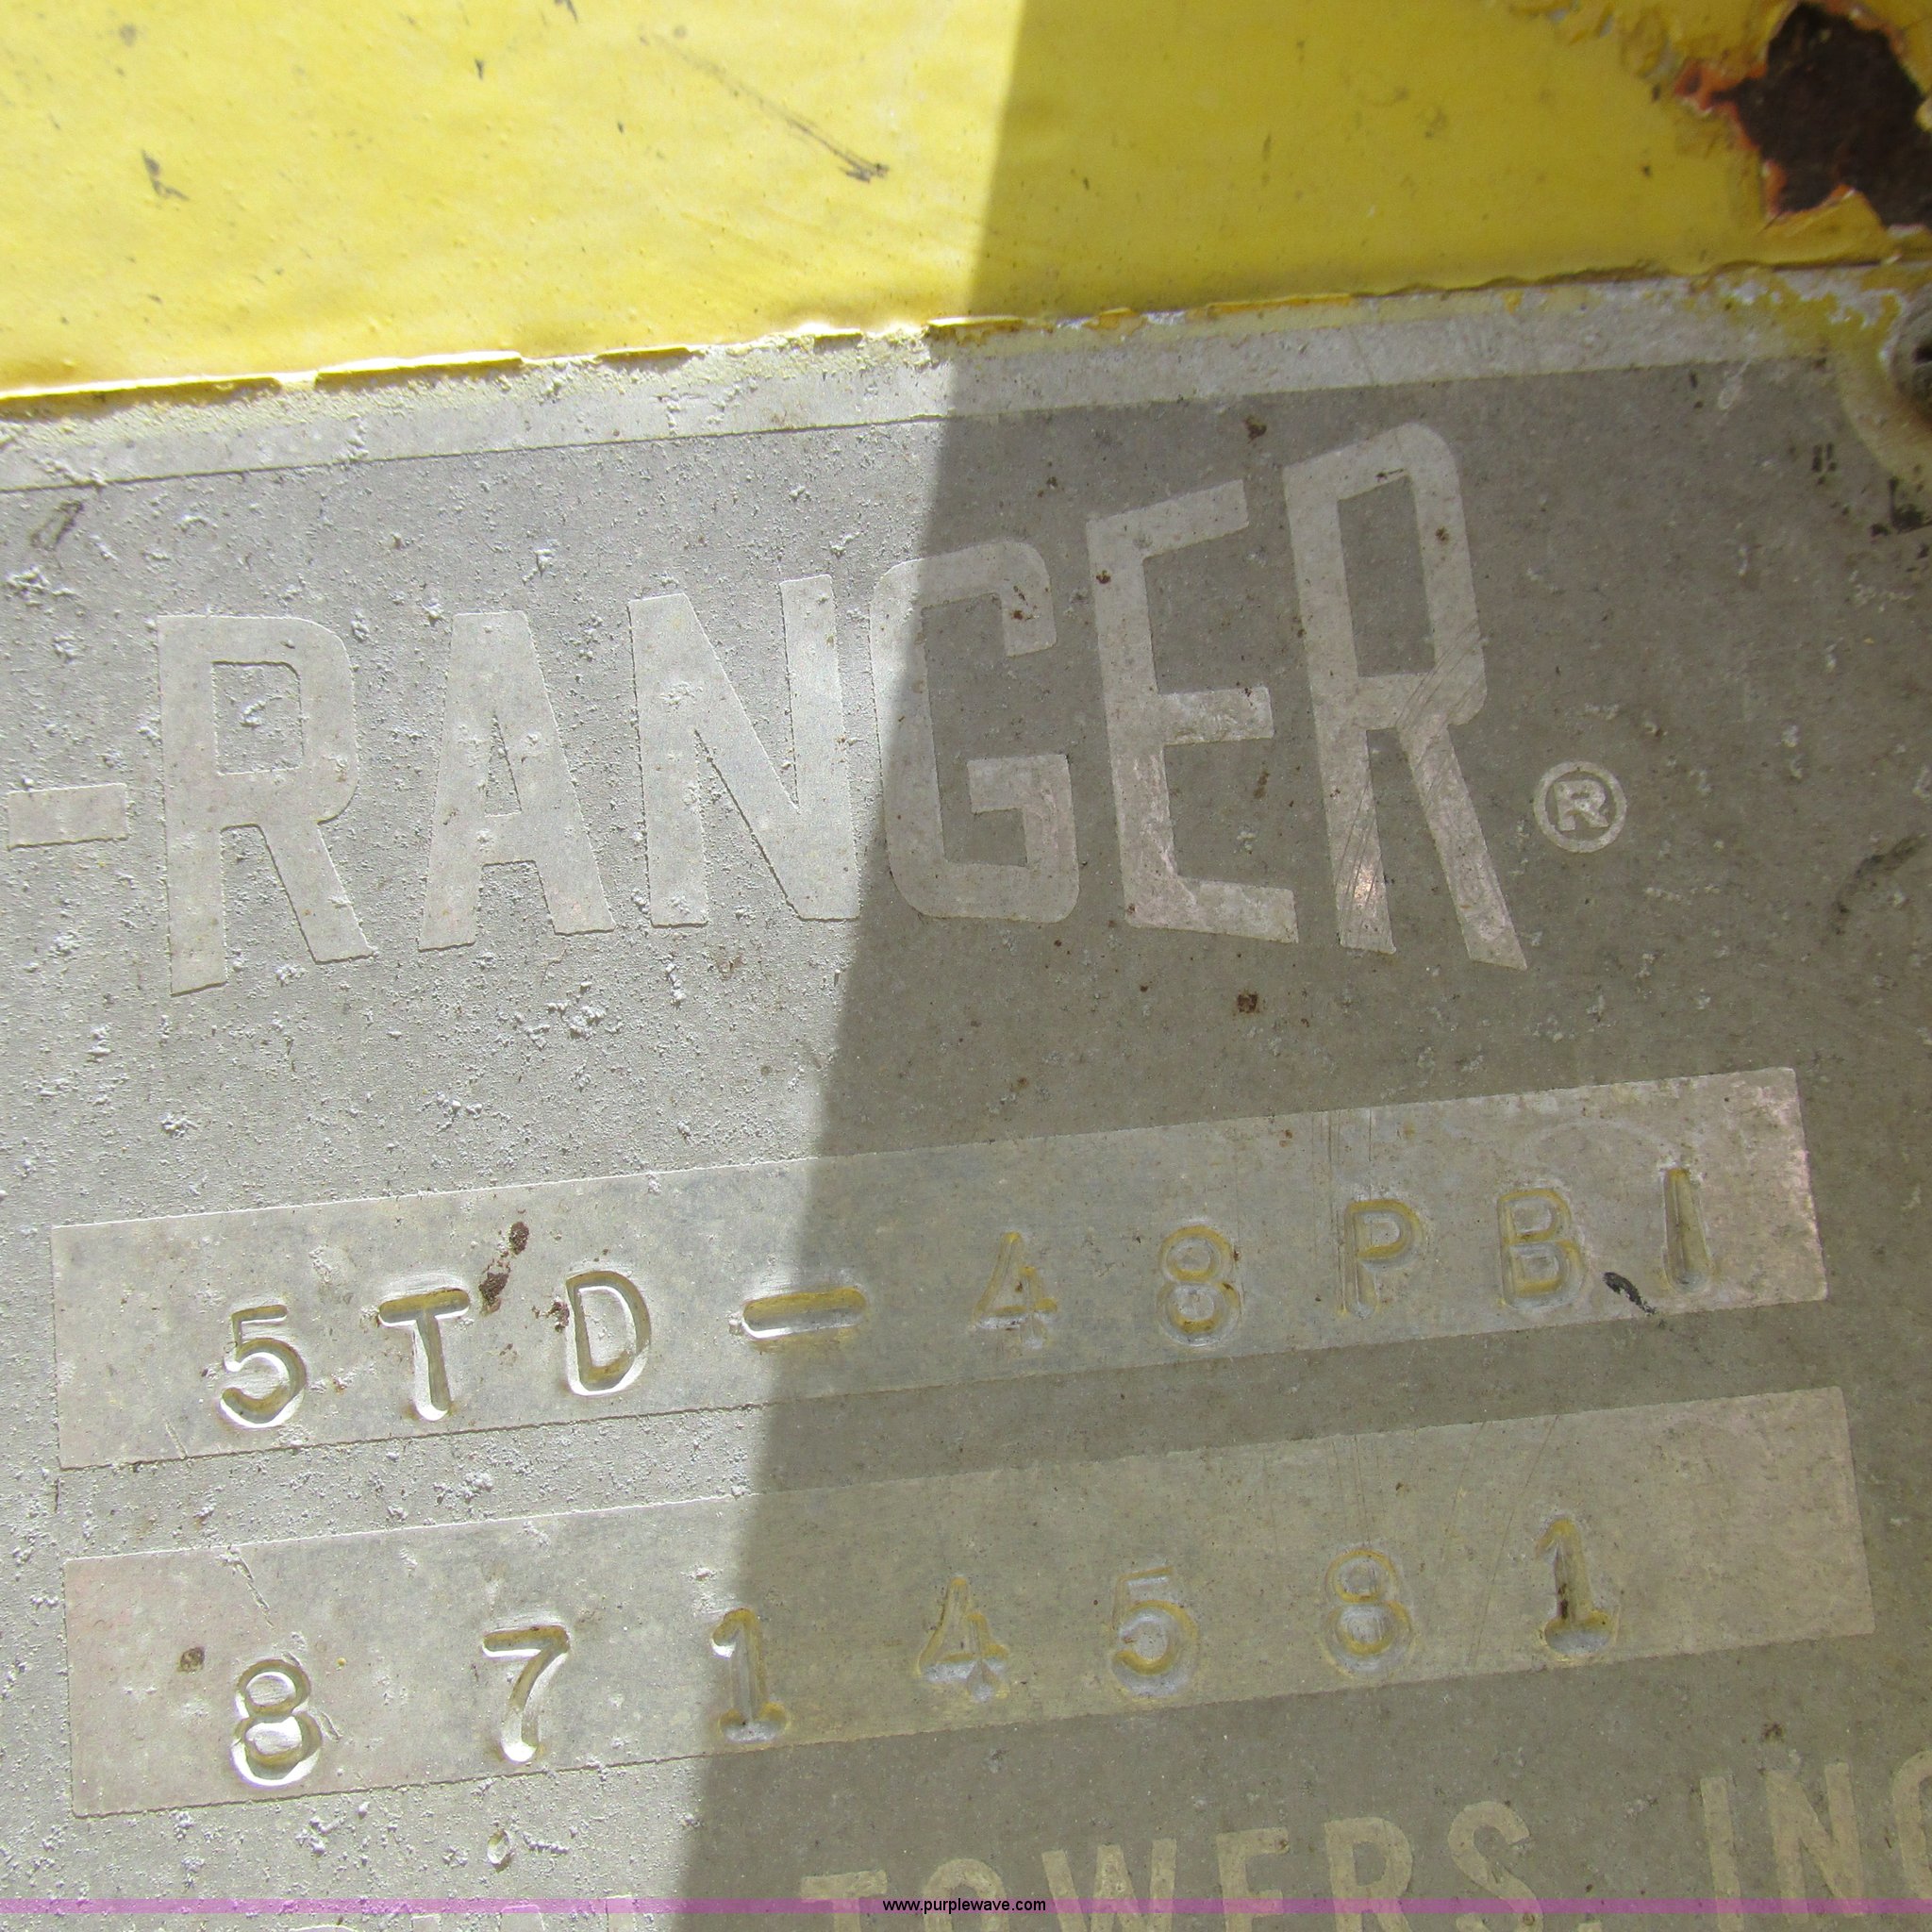 -RANGER®
5TD-48PBI
8714581
TOWERS, INC
www.purplewave.com